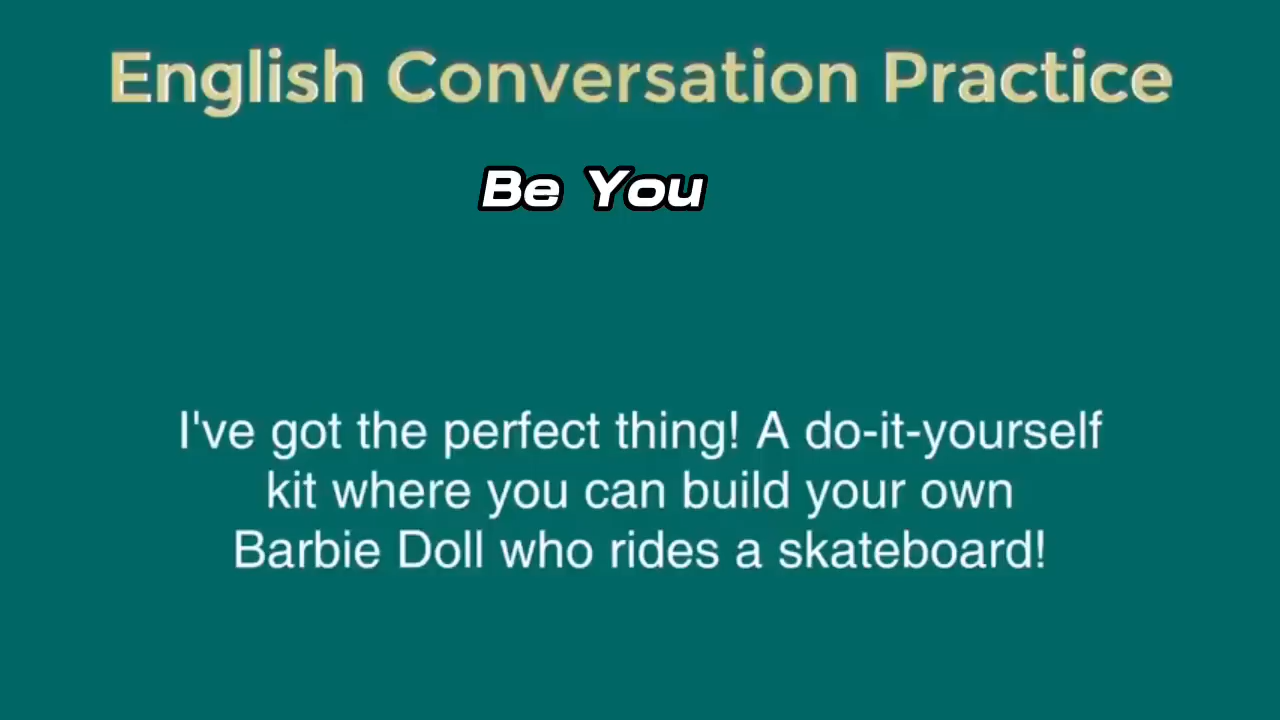 English Conversation Practice
Be You
I've got the perfect thing! A do-it-yourself
kit where you can build your own
Barbie Doll who rides a skateboard!